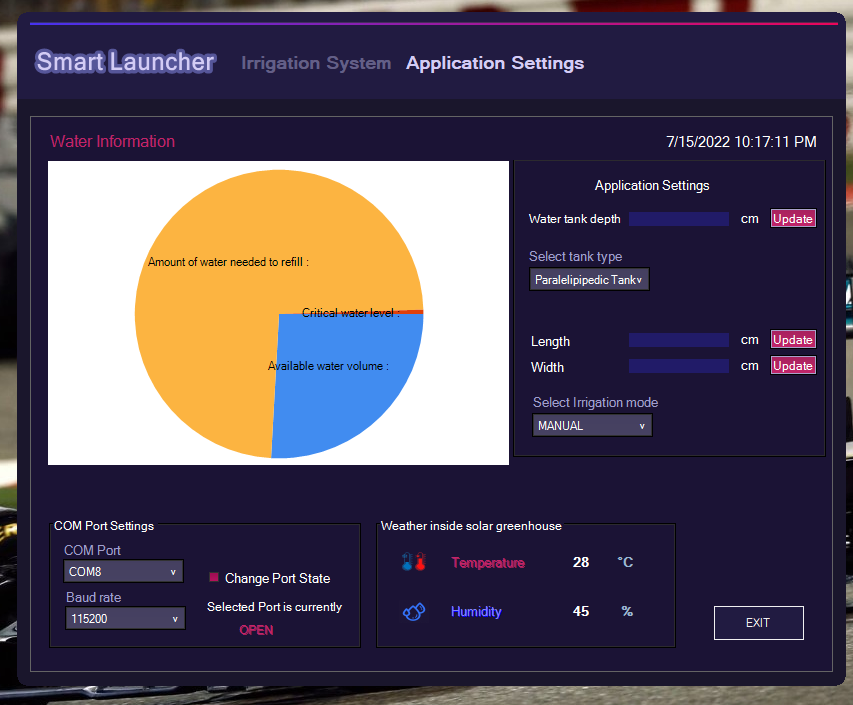 Smart Launcher Irrigation System Application Settings
Water Information
7/15/2022 10:17:11 PM
Amount of water needed to refill :
Critical water level :
Available water volume :
Application Settings
Water tank depth cm Update
Select tank type
Paralelipipedic Tank
Length cm Update
Width cm Update
Select Irrigation mode
MANUAL
COM Port Settings
COM Port
COM8
Change Port State
Baud rate
115200
Selected Port is currently
OPEN
Weather inside solar greenhouse
Temperature 28 °C
Humidity 45 %
EXIT